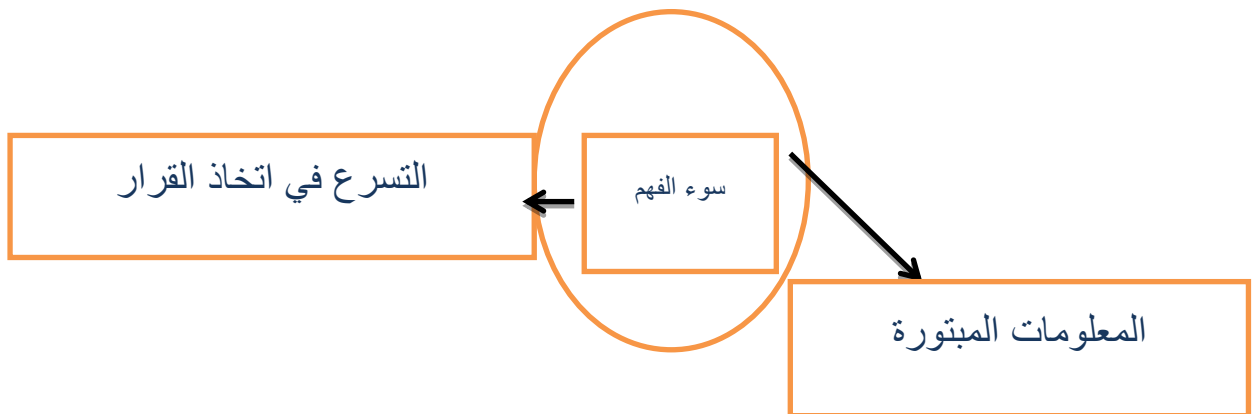 التسرع في اتخاذ القرار
سوء الفهم
المعلومات المبتورة